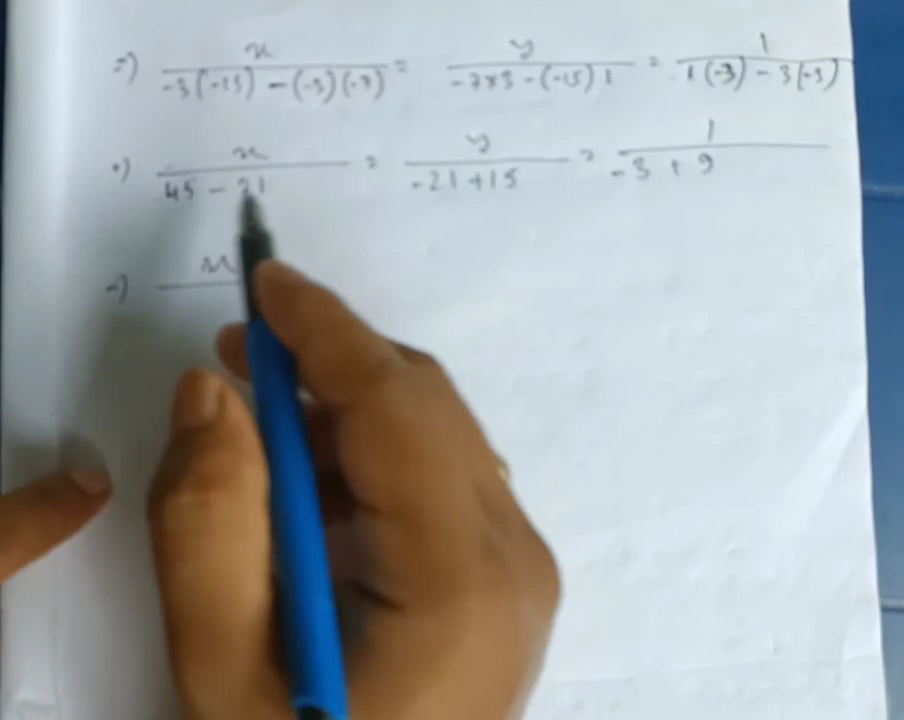 =) x/(-3(-15) - (-3)(-7)) = y/(-7×3 - (-15)1) = 1/(1(-3) - 3(-3))
=) x/(45 - 21) = y/(-21+15) = 1/(-3 + 9)
=) x